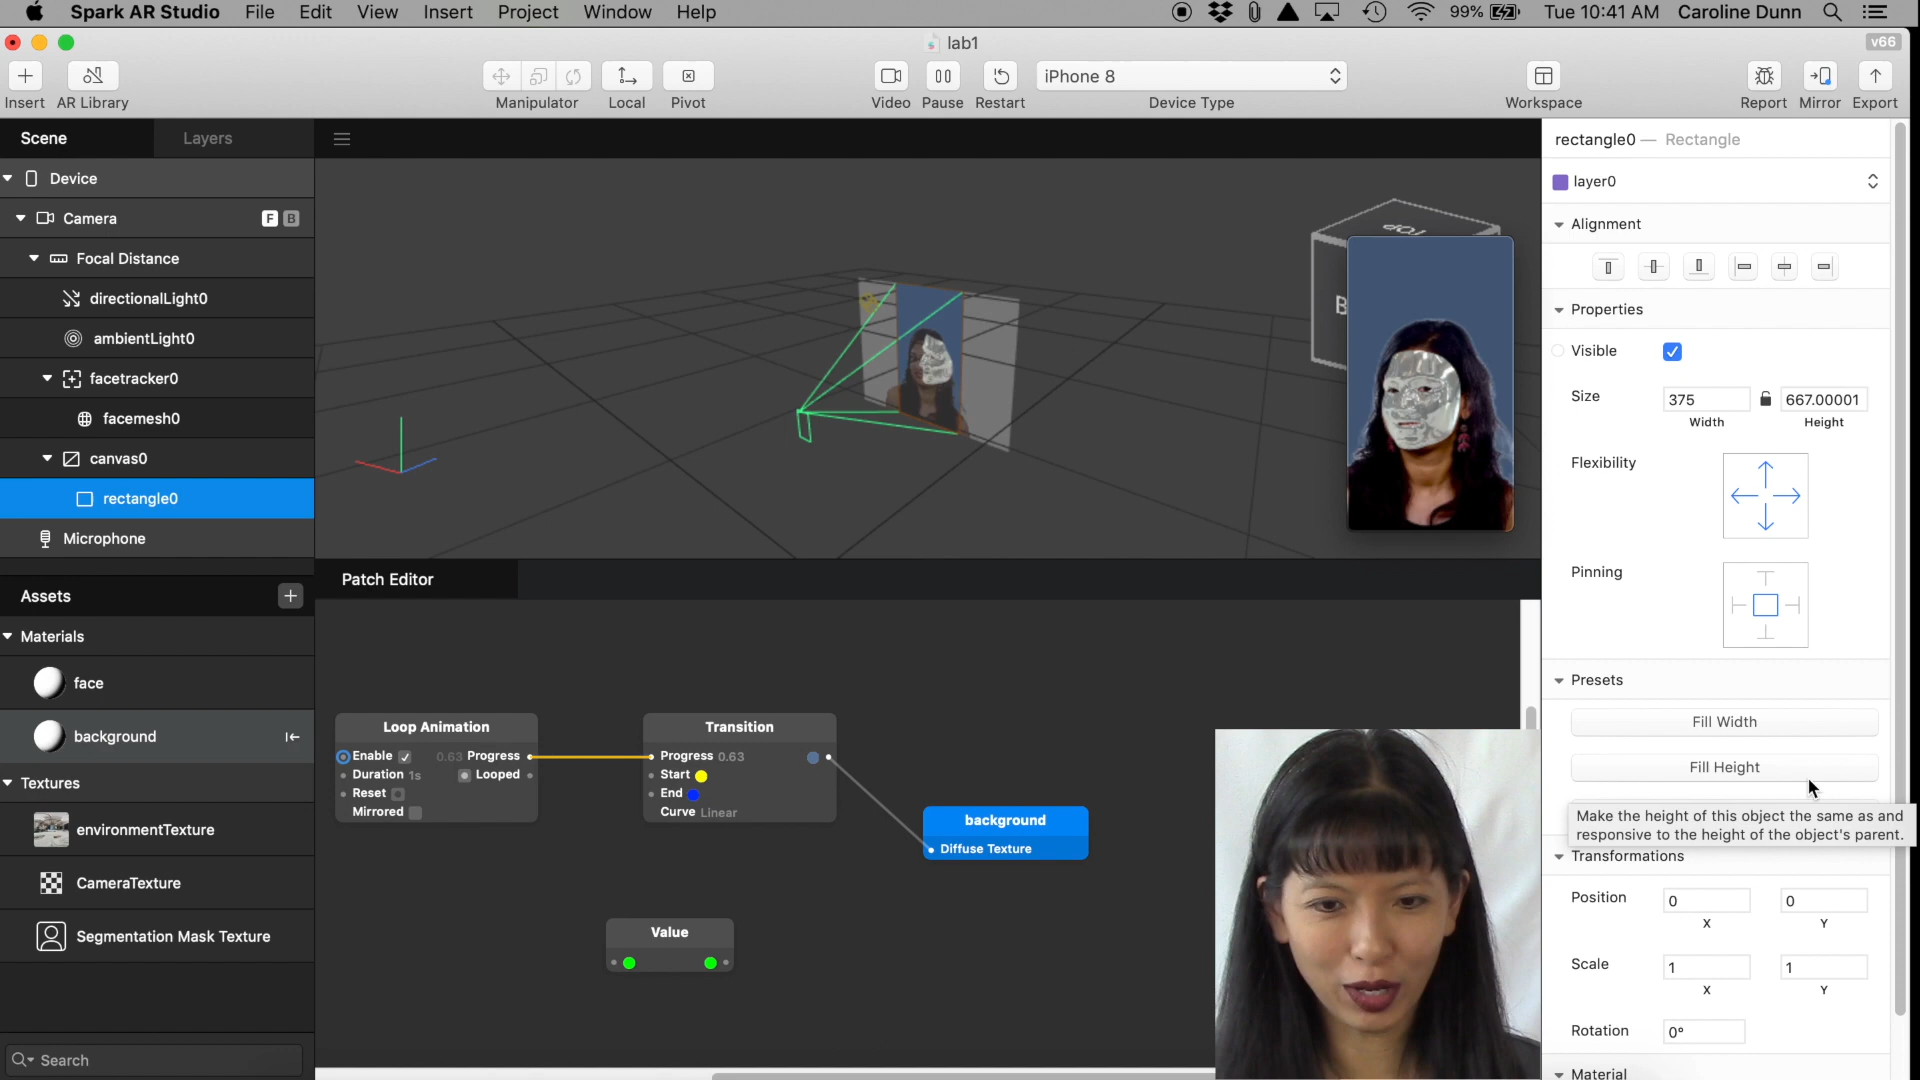 Spark AR Studio File Edit View Insert Project Window Help 99% Tue 10:41 AM Caroline Dunn
lab1 v66
iPhone 8
Insert AR Library Manipulator Local Pivot Video Pause Restart Device Type Workspace Report Mirror Export
Scene Layers
Device
Camera F B
Focal Distance
directionalLight0
ambientLight0
facetracker0
facemesh0
canvas0
rectangle0
Microphone
Assets
Materials
face
background
Textures
environmentTexture
CameraTexture
Segmentation Mask Texture
Search
TOP
B
Patch Editor
Loop Animation
Enable 0.63 Progress
Duration 1s Looped
Reset
Mirrored
Transition
Progress 0.63
Start
End
Curve Linear
background
Diffuse Texture
Value
rectangle0 — Rectangle
layer0
Alignment
Properties
Visible
Size 375 667.00001
Width Height
Flexibility
Pinning
Presets
Fill Width
Fill Height
Make the height of this object the same as and
responsive to the height of the object's parent.
Transformations
Position 0 0
X Y
Scale 1 1
X Y
Rotation 0°
Material